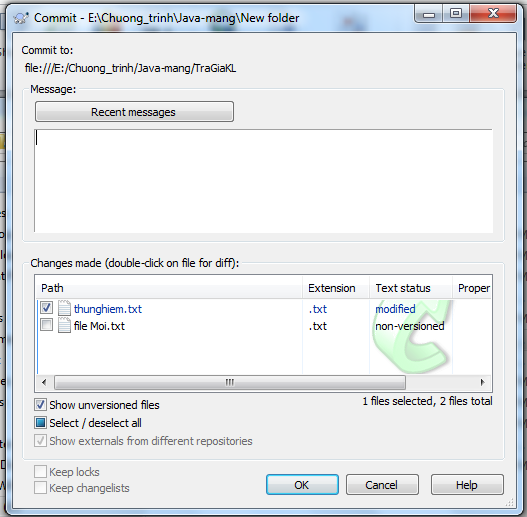 Commit - E:\Chuong_trinh\Java-mang\New folder
Commit to:
file:///E:/Chuong_trinh/Java-mang/TraGiaKL
Message:
Recent messages
Changes made (double-click on file for diff):
Path Extension Text status Proper
thunghiem.txt .txt modified
file Moi.txt .txt non-versioned
Show unversioned files
1 files selected, 2 files total
Select / deselect all
Show externals from different repositories
Keep locks
Keep changelists
OK Cancel Help